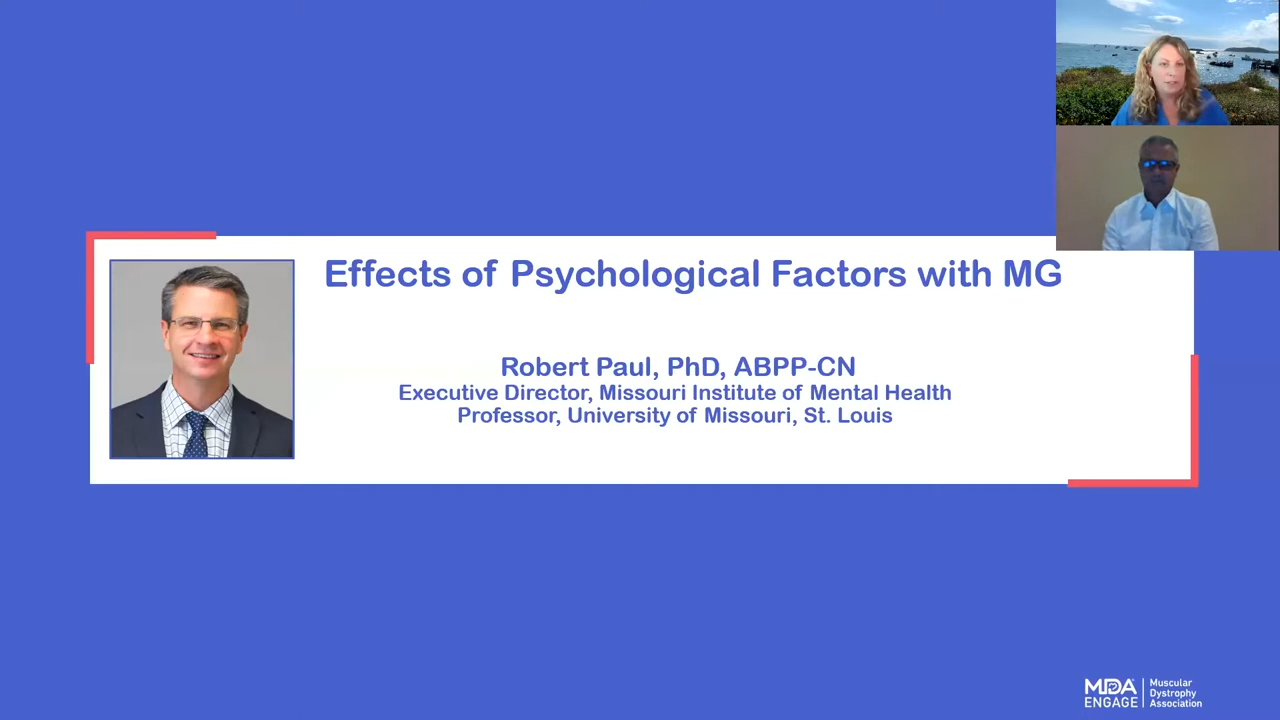 Effects of Psychological Factors with MG
Robert Paul, PhD, ABPP-CN
Executive Director, Missouri Institute of Mental Health
Professor, University of Missouri, St. Louis
MDA
ENGAGE
Muscular
Dystrophy
Association